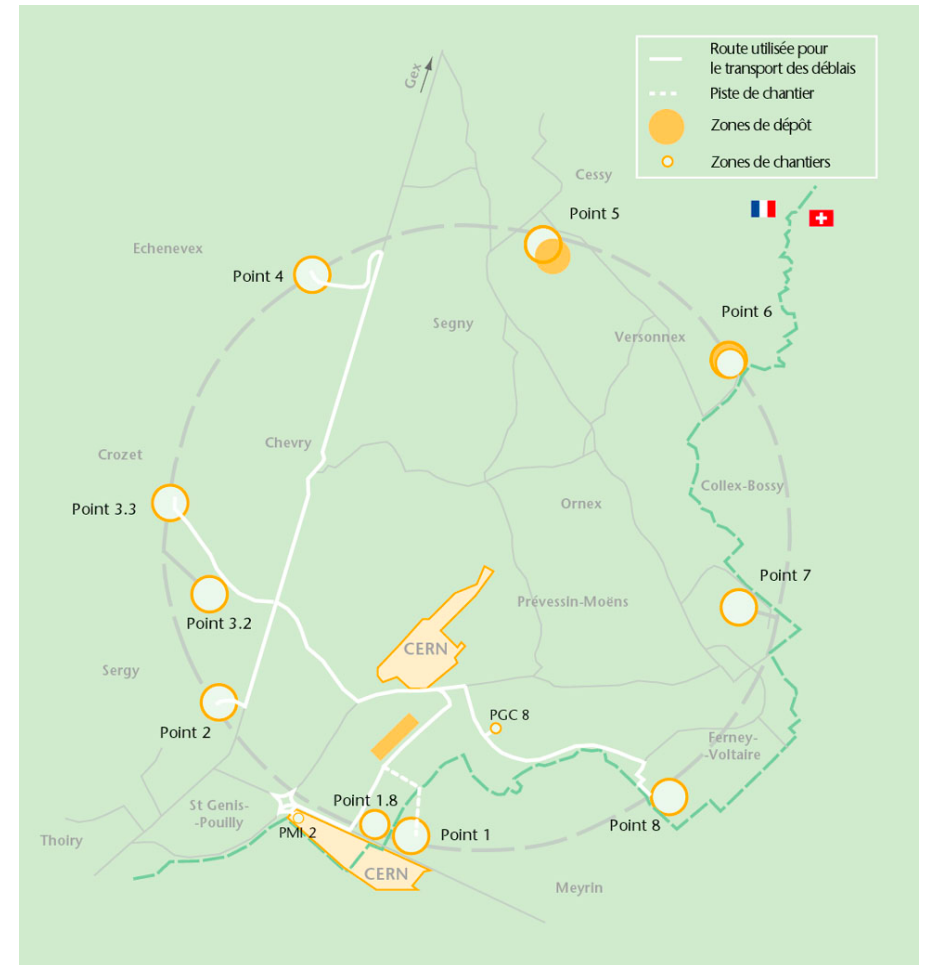 Route utilisée pour
le transport des déblais
Piste de chantier
Zones de dépôt
Zones de chantiers
Gex
Cessy
Point 5
Echenevex
Point 4
Point 6
Segny
Versonnex
Chevry
Crozet
Collex-Bossy
Point 3.3
Ornex
Point 7
Prévessin-Moëns
Point 3.2
CERN
Sergy
PGC 8
Point 2
Ferney-
-Voltaire
St Genis-
-Pouilly
Point 1.8
Point 8
PMI 2
Point 1
Thoiry
CERN
Meyrin